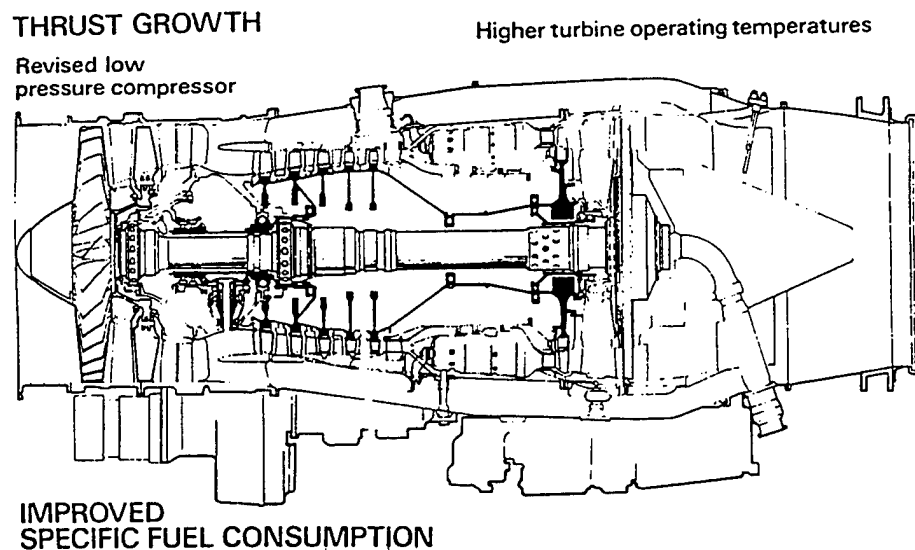 THRUST GROWTH
Higher turbine operating temperatures
Revised low
pressure compressor
IMPROVED
SPECIFIC FUEL CONSUMPTION